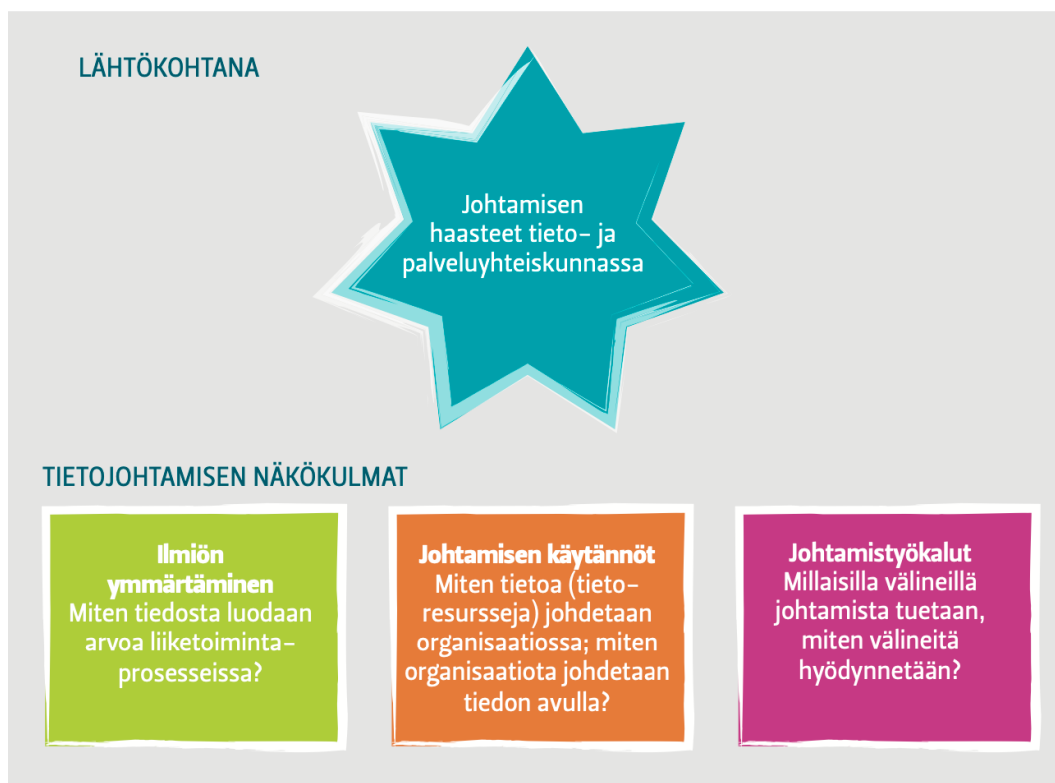 LÄHTÖKOHTANA
Johtamisen
haasteet tieto– ja
palveluyhteiskunnassa
TIETOJOHTAMISEN NÄKÖKULMAT
Ilmiön
ymmärtäminen
Miten tiedosta luodaan
arvoa liiketoiminta–
prosesseissa?
Johtamisen käytännöt
Miten tietoa (tieto–
resursseja) johdetaan
organisaatiossa; miten
organisaatiota johdetaan
tiedon avulla?
Johtamistyökalut
Millaisilla välineillä
johtamista tuetaan,
miten välineitä
hyödynnetään?